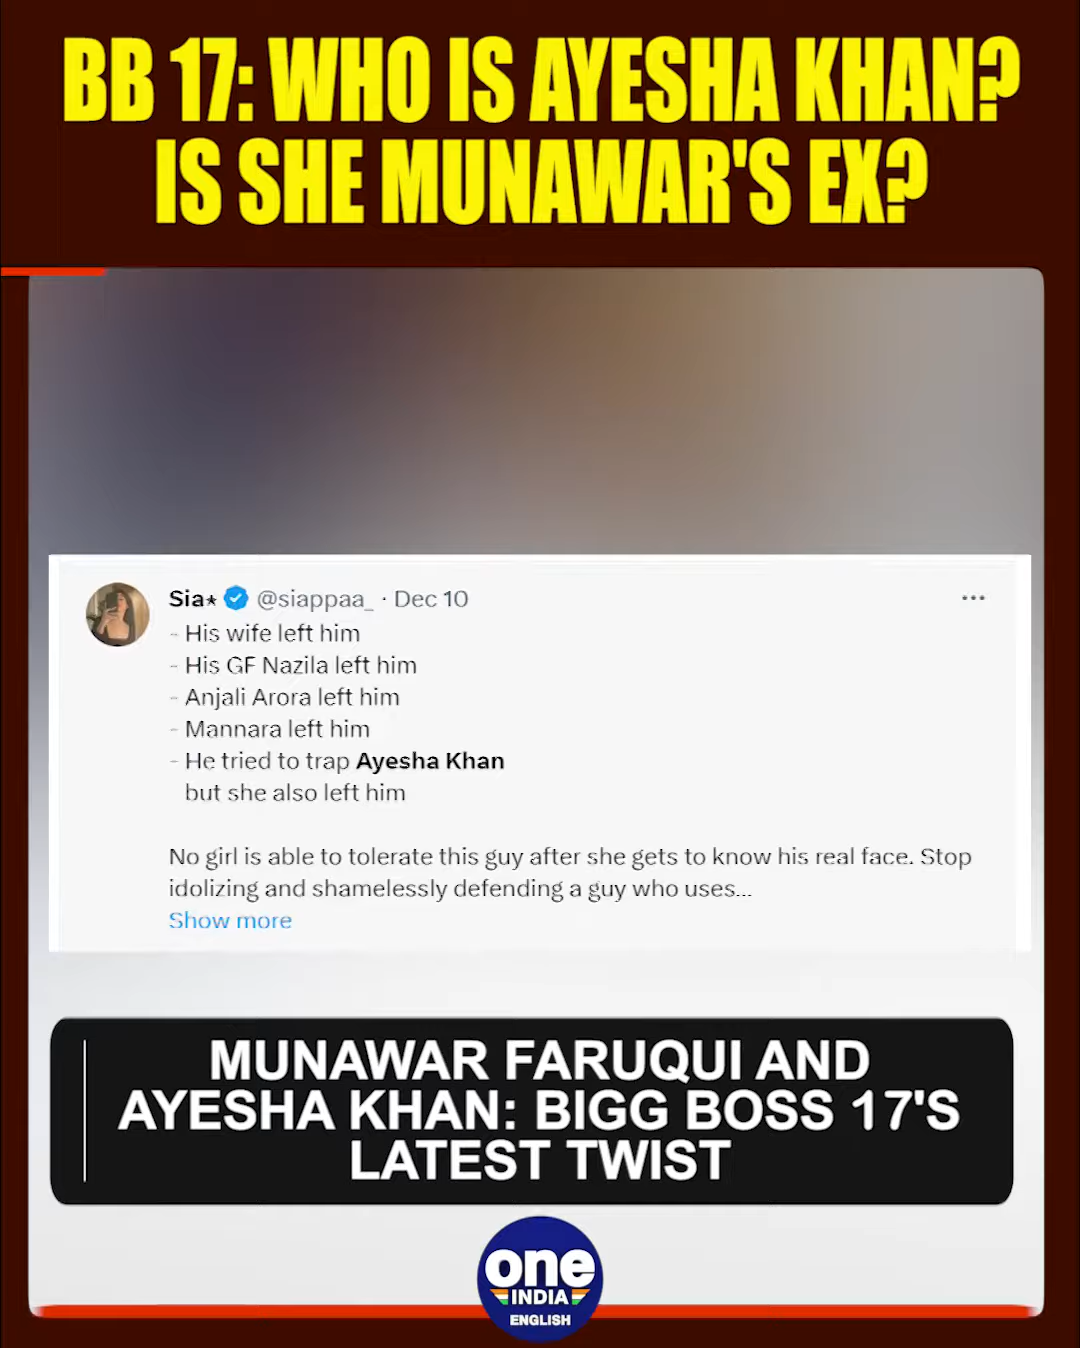 BB 17: WHO IS AYESHA KHAN?
IS SHE MUNAWAR'S EX?
Sia★ @siappaa_ · Dec 10
- His wife left him
- His GF Nazila left him
- Anjali Arora left him
- Mannara left him
- He tried to trap Ayesha Khan
but she also left him
No girl is able to tolerate this guy after she gets to know his real face. Stop
idolizing and shamelessly defending a guy who uses...
Show more
MUNAWAR FARUQUI AND
AYESHA KHAN: BIGG BOSS 17'S
LATEST TWIST
one
INDIA
ENGLISH